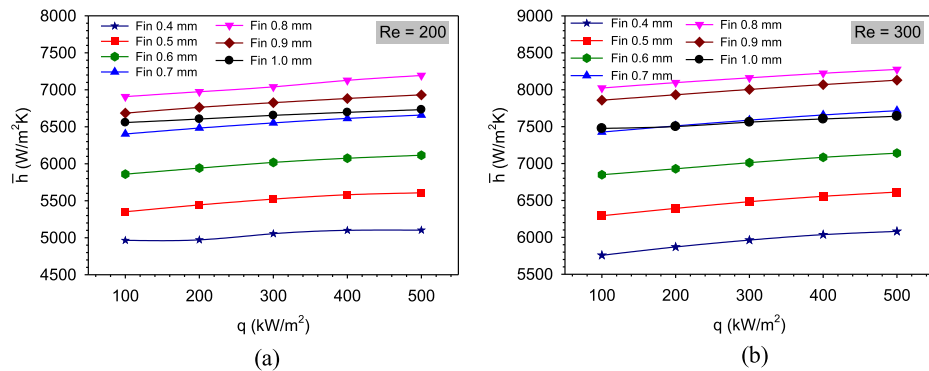 Fin 0.4 mm
Fin 0.5 mm
Fin 0.6 mm
Fin 0.7 mm
Fin 0.8 mm
Fin 0.9 mm
Fin 1.0 mm
Re = 200
h̅ (W/m²K)
8000
7500
7000
6500
6000
5500
5000
4500
100 200 300 400 500
q (kW/m²)
(a)
Fin 0.4 mm
Fin 0.5 mm
Fin 0.6 mm
Fin 0.7 mm
Fin 0.8 mm
Fin 0.9 mm
Fin 1.0 mm
Re = 300
h̅ (W/m²K)
9000
8500
8000
7500
7000
6500
6000
5500
100 200 300 400 500
q (kW/m²)
(b)